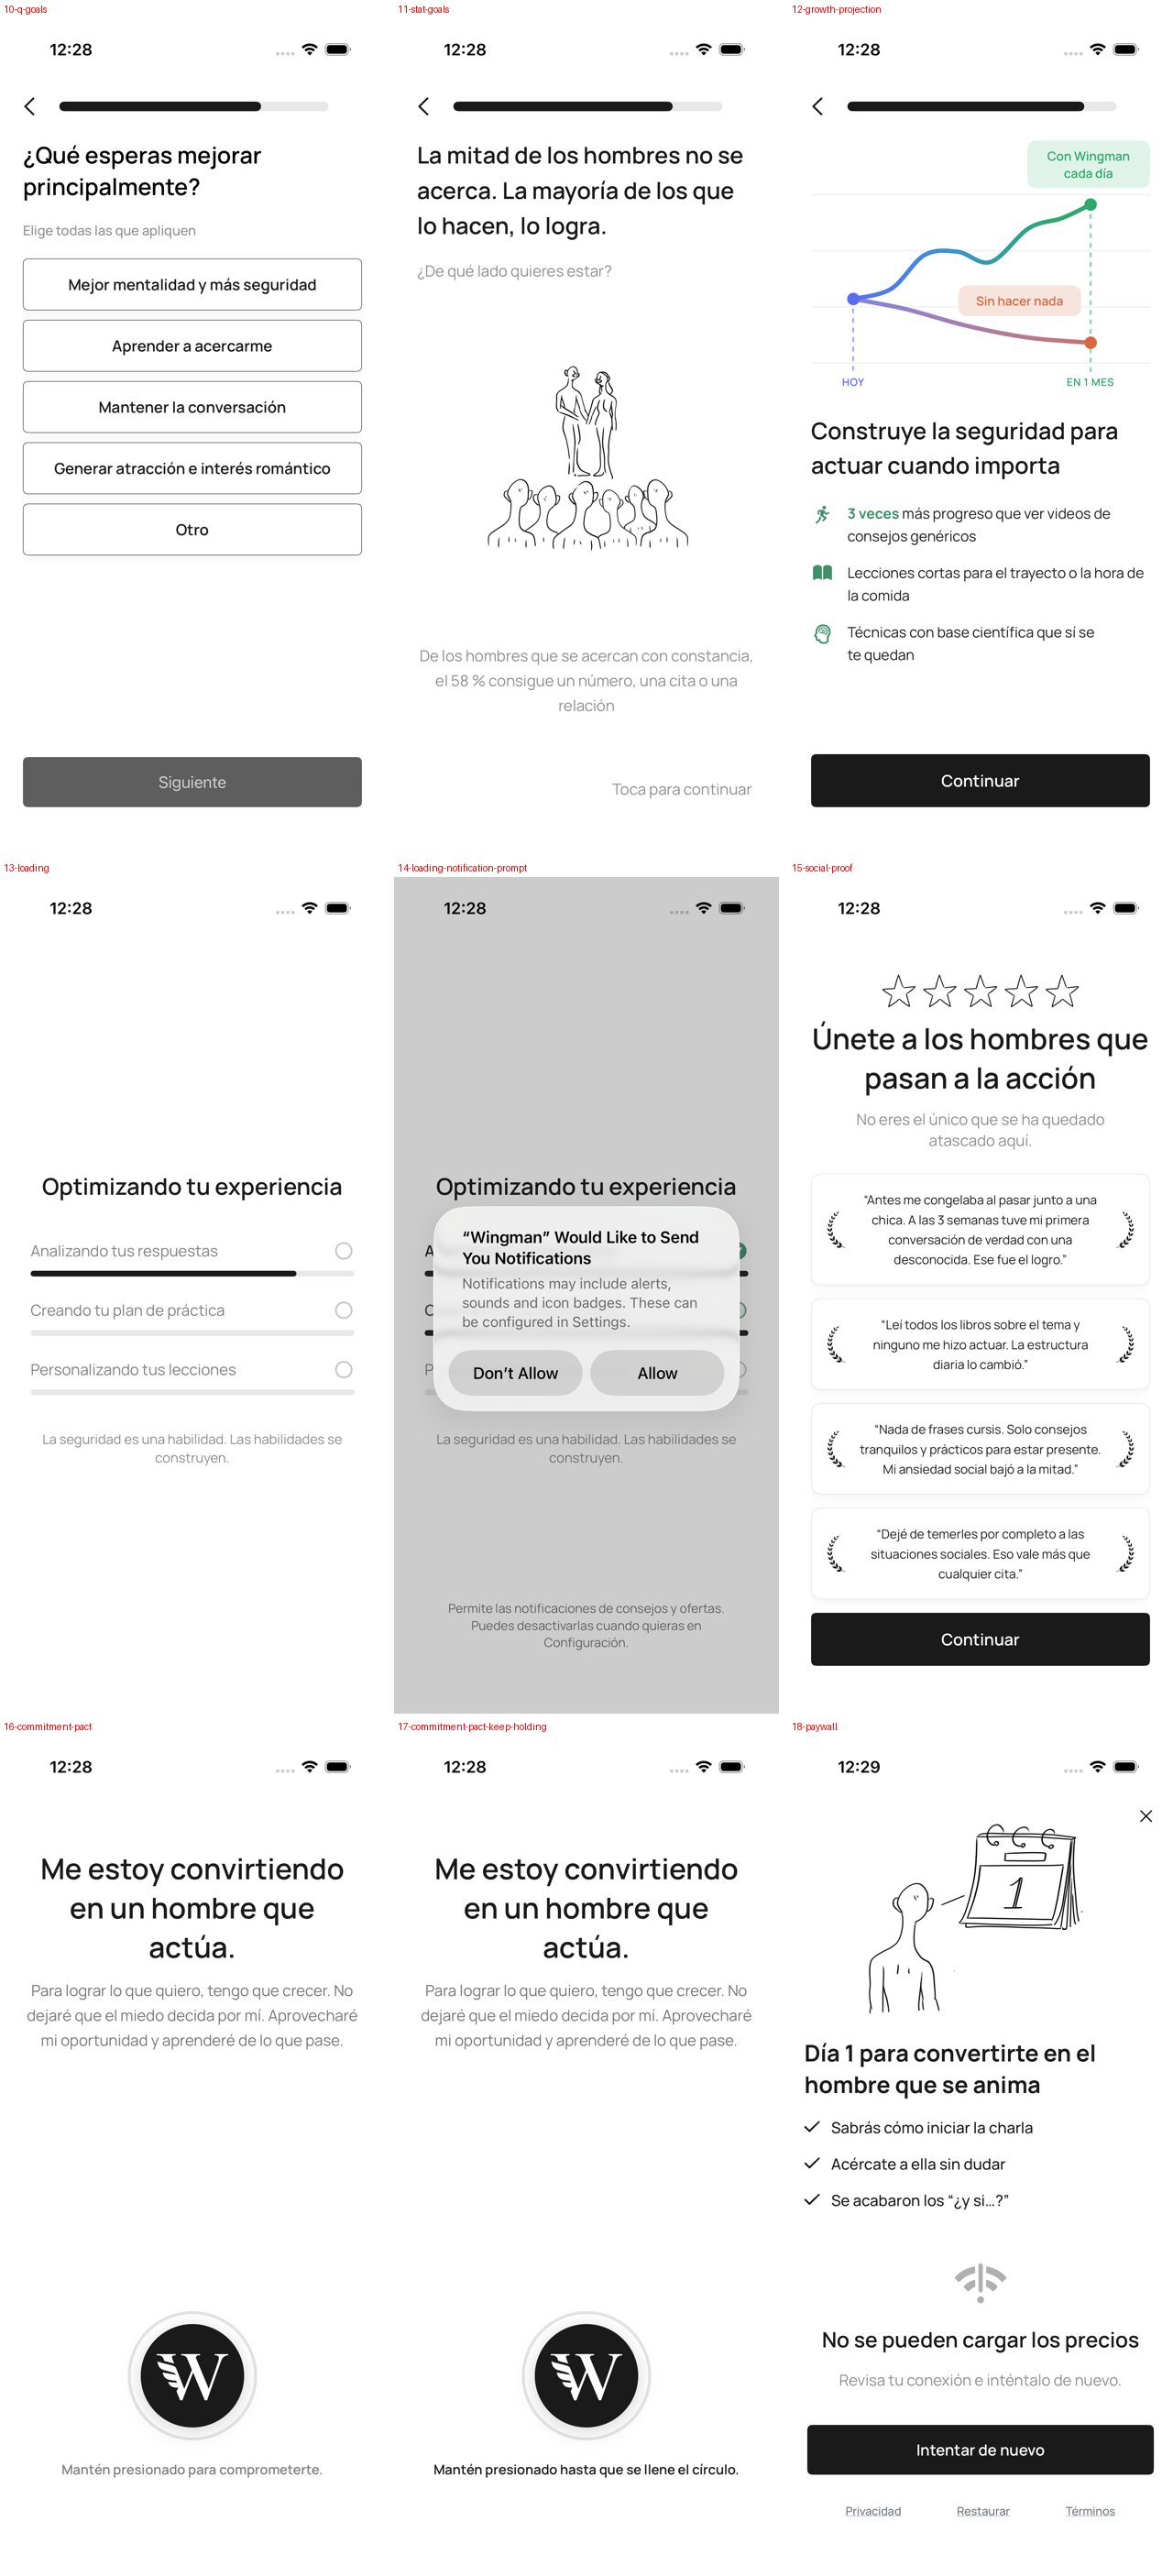 10-q-goals
12:28
¿Qué esperas mejorar
principalmente?
Elige todas las que apliquen
Mejor mentalidad y más seguridad
Aprender a acercarme
Mantener la conversación
Generar atracción e interés romántico
Otro
Siguiente
11-stat-goals
12:28
La mitad de los hombres no se
acerca. La mayoría de los que
lo hacen, lo logra.
¿De qué lado quieres estar?
De los hombres que se acercan con constancia,
el 58 % consigue un número, una cita o una
relación
Toca para continuar
12-growth-projection
12:28
Con Wingman
cada día
Sin hacer nada
HOY
EN 1 MES
Construye la seguridad para
actuar cuando importa
3 veces más progreso que ver videos de
consejos genéricos
Lecciones cortas para el trayecto o la hora de
la comida
Técnicas con base científica que sí se
te quedan
Continuar
13-loading
12:28
Optimizando tu experiencia
Analizando tus respuestas
Creando tu plan de práctica
Personalizando tus lecciones
La seguridad es una habilidad. Las habilidades se
construyen.
14-loading-notification-prompt
12:28
Optimizando tu experiencia
“Wingman” Would Like to Send
You Notifications
Notifications may include alerts,
sounds and icon badges. These can
be configured in Settings.
Don’t Allow
Allow
La seguridad es una habilidad. Las habilidades se
construyen.
Permite las notificaciones de consejos y ofertas.
Puedes desactivarlas cuando quieras en
Configuración.
15-social-proof
12:28
Únete a los hombres que
pasan a la acción
No eres el único que se ha quedado
atascado aquí.
“Antes me congelaba al pasar junto a una
chica. A las 3 semanas tuve mi primera
conversación de verdad con una
desconocida. Ese fue el logro.”
“Leí todos los libros sobre el tema y
ninguno me hizo actuar. La estructura
diaria lo cambió.”
“Nada de frases cursis. Solo consejos
tranquilos y prácticos para estar presente.
Mi ansiedad social bajó a la mitad.”
“Dejé de temerles por completo a las
situaciones sociales. Eso vale más que
cualquier cita.”
Continuar
16-commitment-pact
12:28
Me estoy convirtiendo
en un hombre que
actúa.
Para lograr lo que quiero, tengo que crecer. No
dejaré que el miedo decida por mí. Aprovecharé
mi oportunidad y aprenderé de lo que pase.
W
Mantén presionado para comprometerte.
17-commitment-pact-keep-holding
12:28
Me estoy convirtiendo
en un hombre que
actúa.
Para lograr lo que quiero, tengo que crecer. No
dejaré que el miedo decida por mí. Aprovecharé
mi oportunidad y aprenderé de lo que pase.
W
Mantén presionado hasta que se llene el círculo.
18-paywall
12:29
1
Día 1 para convertirte en el
hombre que se anima
Sabrás cómo iniciar la charla
Acércate a ella sin dudar
Se acabaron los “¿y si…?”
No se pueden cargar los precios
Revisa tu conexión e inténtalo de nuevo.
Intentar de nuevo
Privacidad
Restaurar
Términos